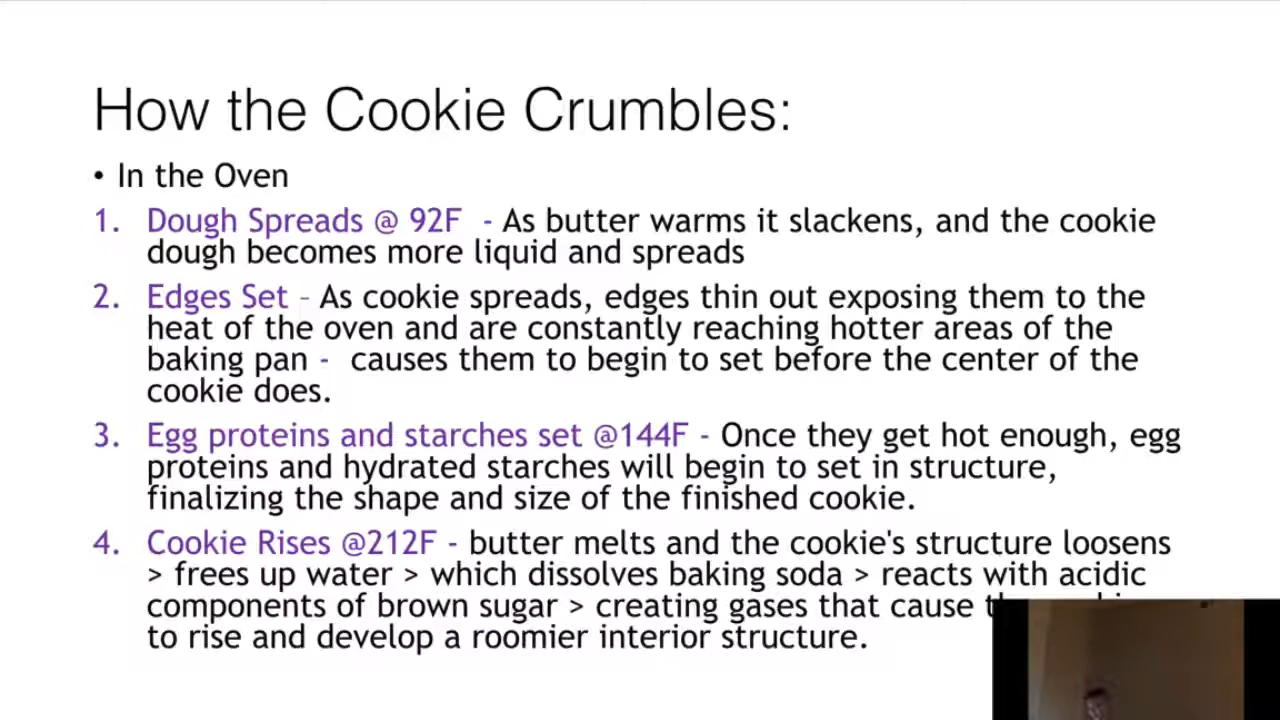 How the Cookie Crumbles:
• In the Oven
1. Dough Spreads @ 92F - As butter warms it slackens, and the cookie
dough becomes more liquid and spreads
2. Edges Set – As cookie spreads, edges thin out exposing them to the
heat of the oven and are constantly reaching hotter areas of the
baking pan - causes them to begin to set before the center of the
cookie does.
3. Egg proteins and starches set @144F - Once they get hot enough, egg
proteins and hydrated starches will begin to set in structure,
finalizing the shape and size of the finished cookie.
4. Cookie Rises @212F - butter melts and the cookie's structure loosens
> frees up water > which dissolves baking soda > reacts with acidic
components of brown sugar > creating gases that cause
to rise and develop a roomier interior structure.